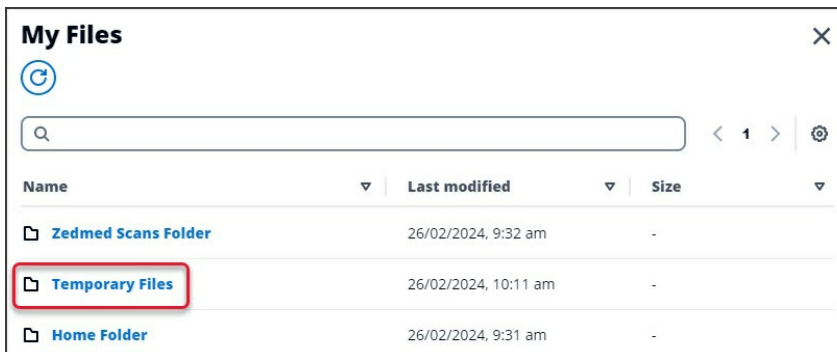 My Files
1
Name Last modified Size
Zedmed Scans Folder 26/02/2024, 9:32 am -
Temporary Files 26/02/2024, 10:11 am -
Home Folder 26/02/2024, 9:31 am -